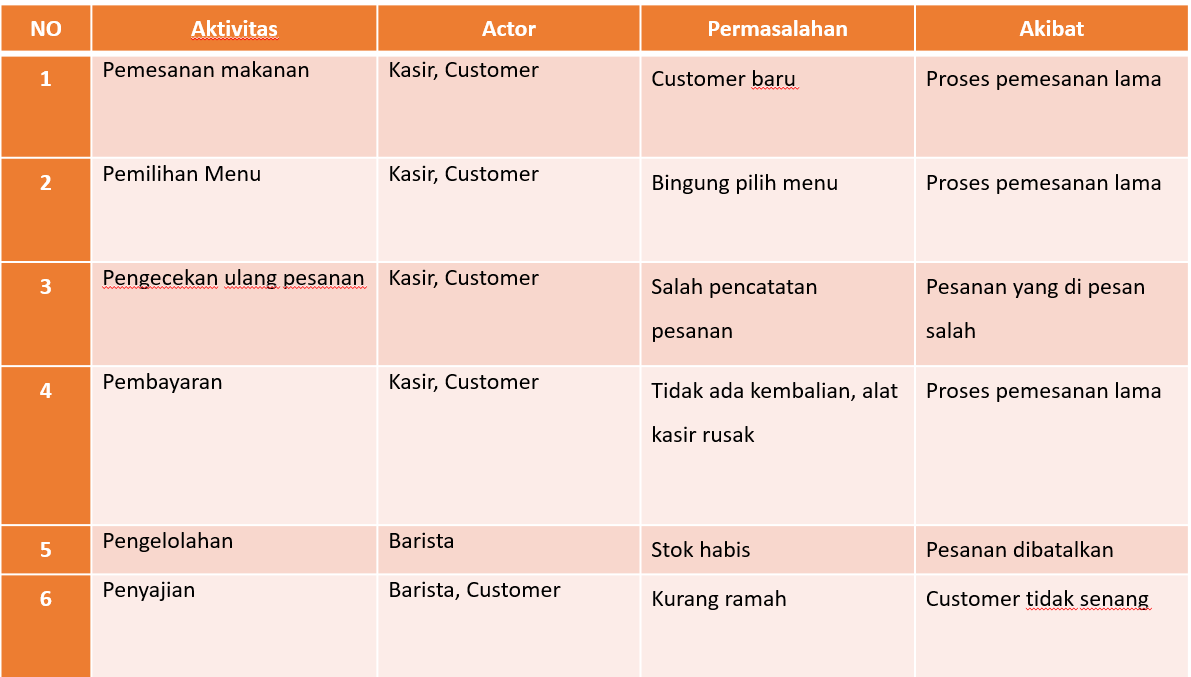 NO Aktivitas Actor Permasalahan Akibat
1 Pemesanan makanan Kasir, Customer Customer baru Proses pemesanan lama
2 Pemilihan Menu Kasir, Customer Bingung pilih menu Proses pemesanan lama
3 Pengecekan ulang pesanan Kasir, Customer Salah pencatatan Pesanan yang di pesan
pesanan salah
4 Pembayaran Kasir, Customer Tidak ada kembalian, alat Proses pemesanan lama
kasir rusak
5 Pengelolahan Barista Stok habis Pesanan dibatalkan
6 Penyajian Barista, Customer Kurang ramah Customer tidak senang